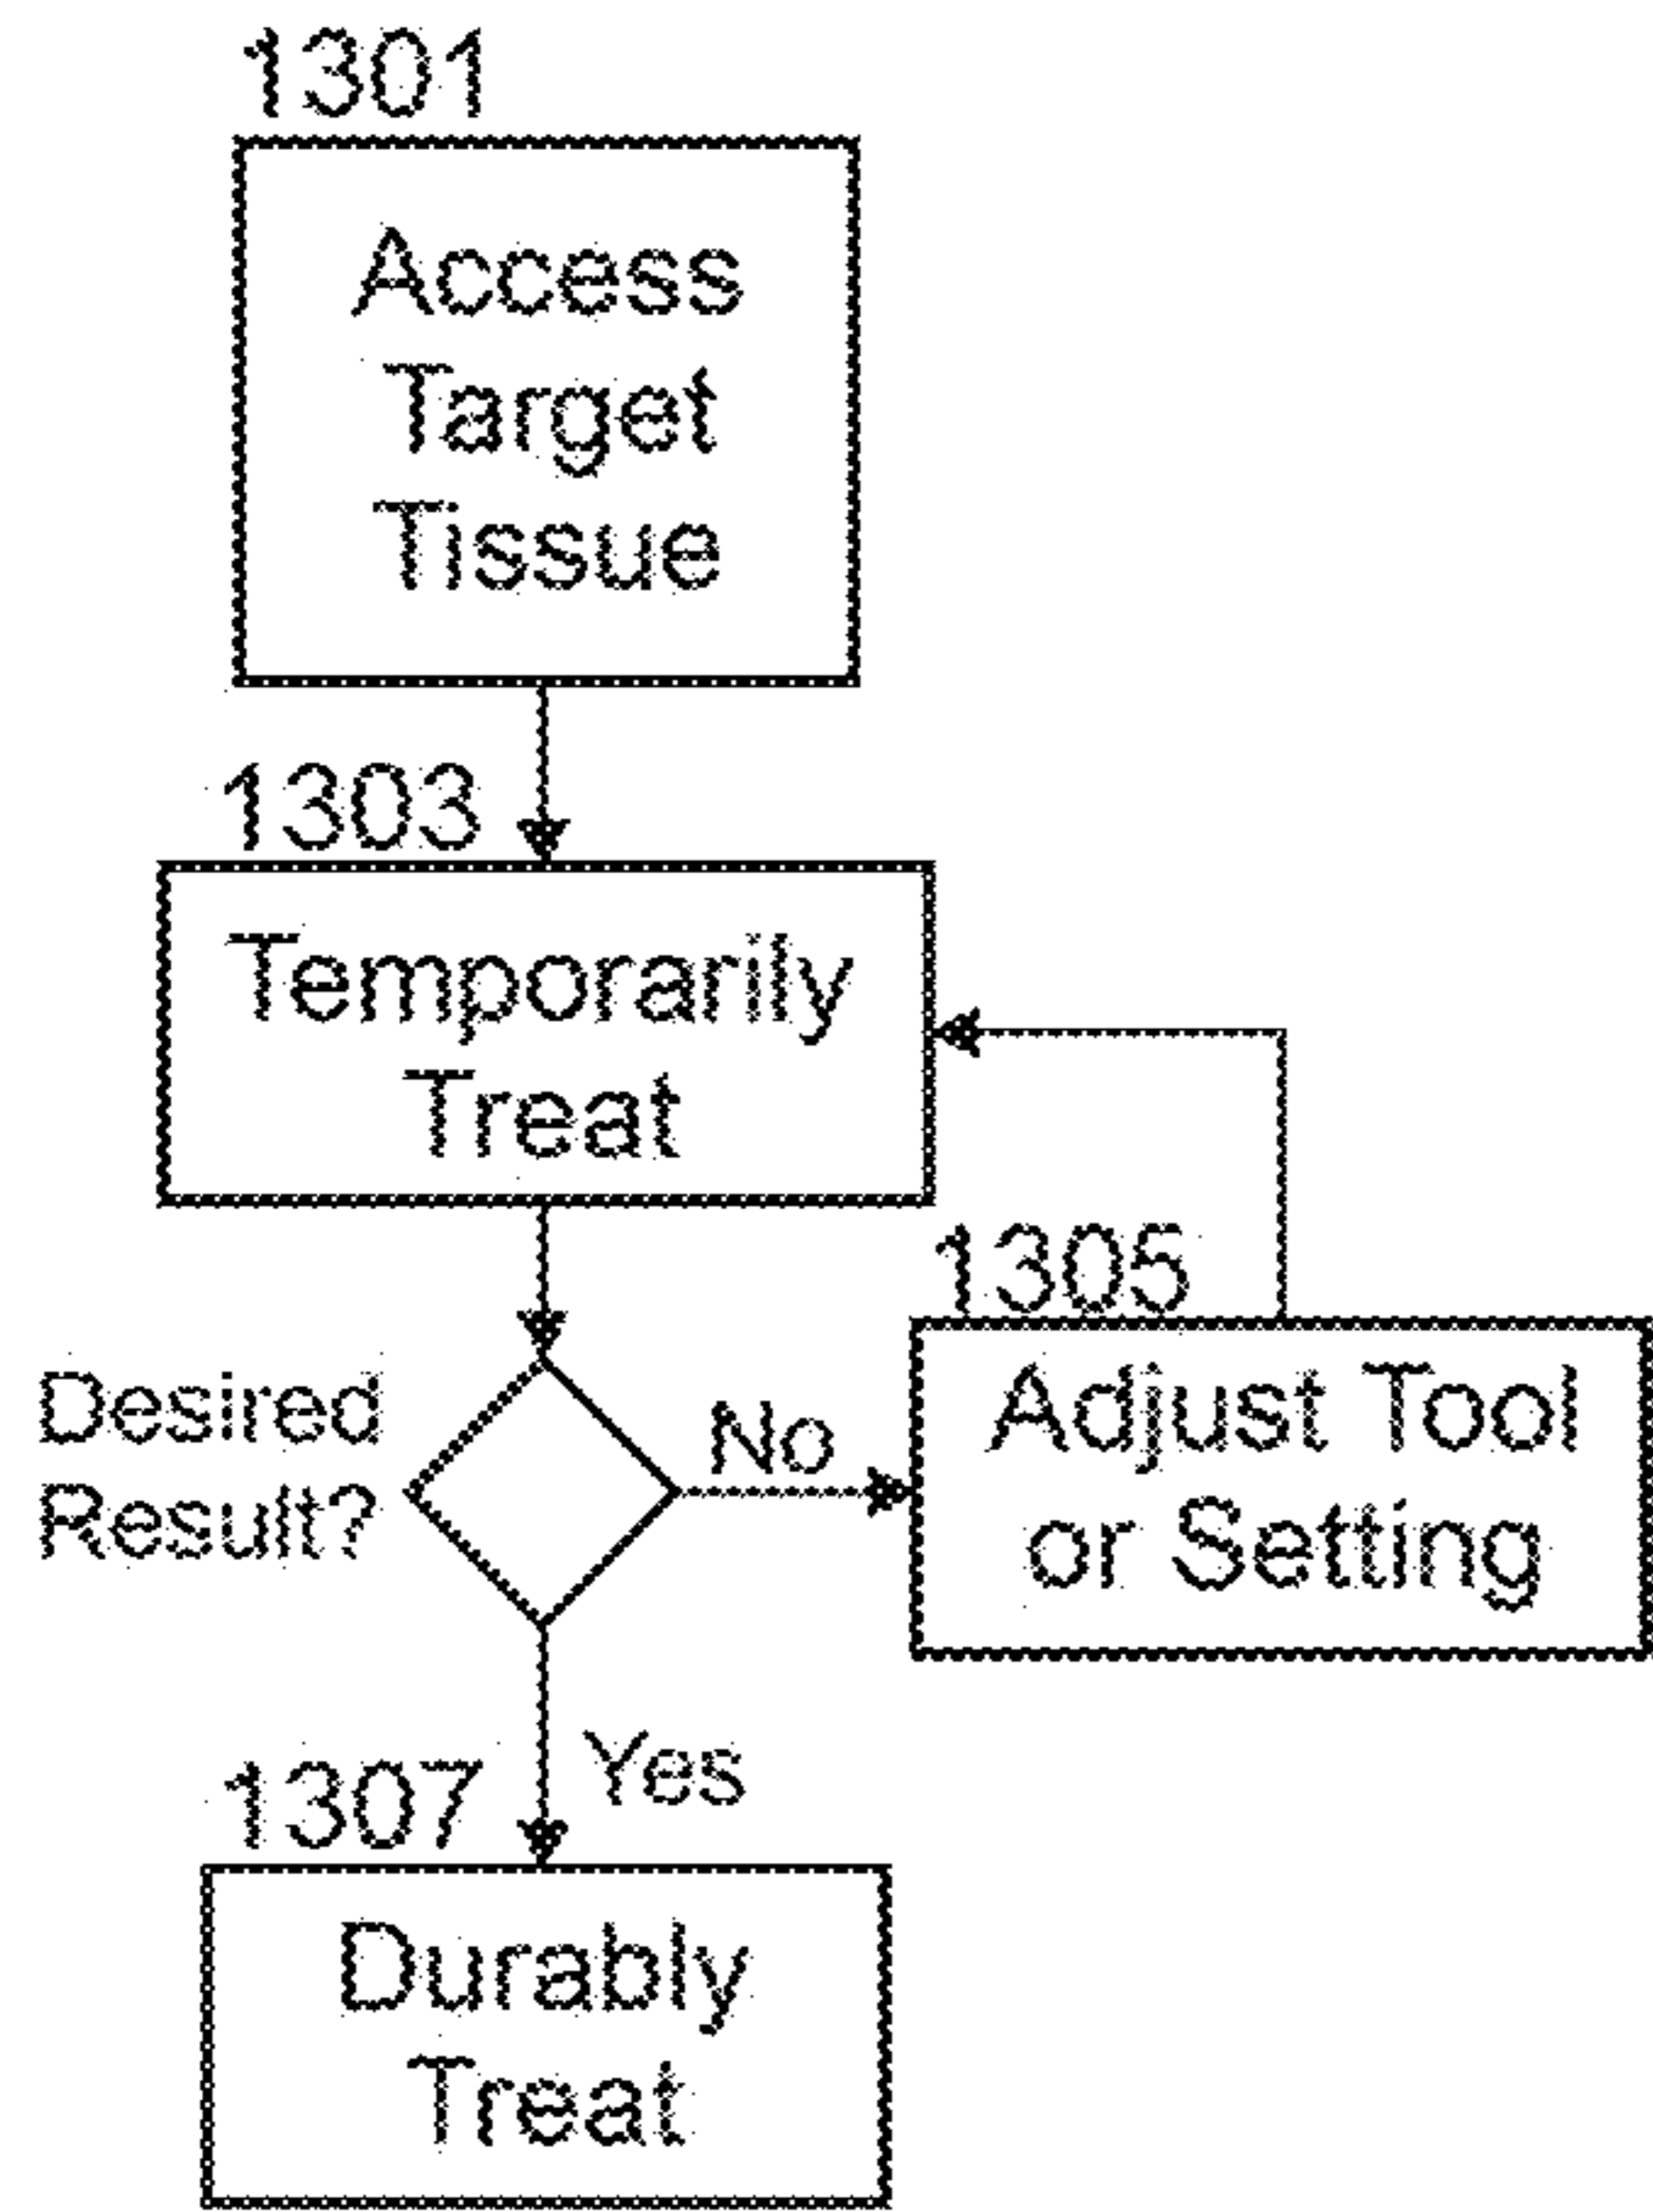 1301
Access
Target
Tissue
1303
Temporarily
Treat
1305
Desired
Result?
No
Adjust Tool
or Setting
Yes
1307
Durably
Treat